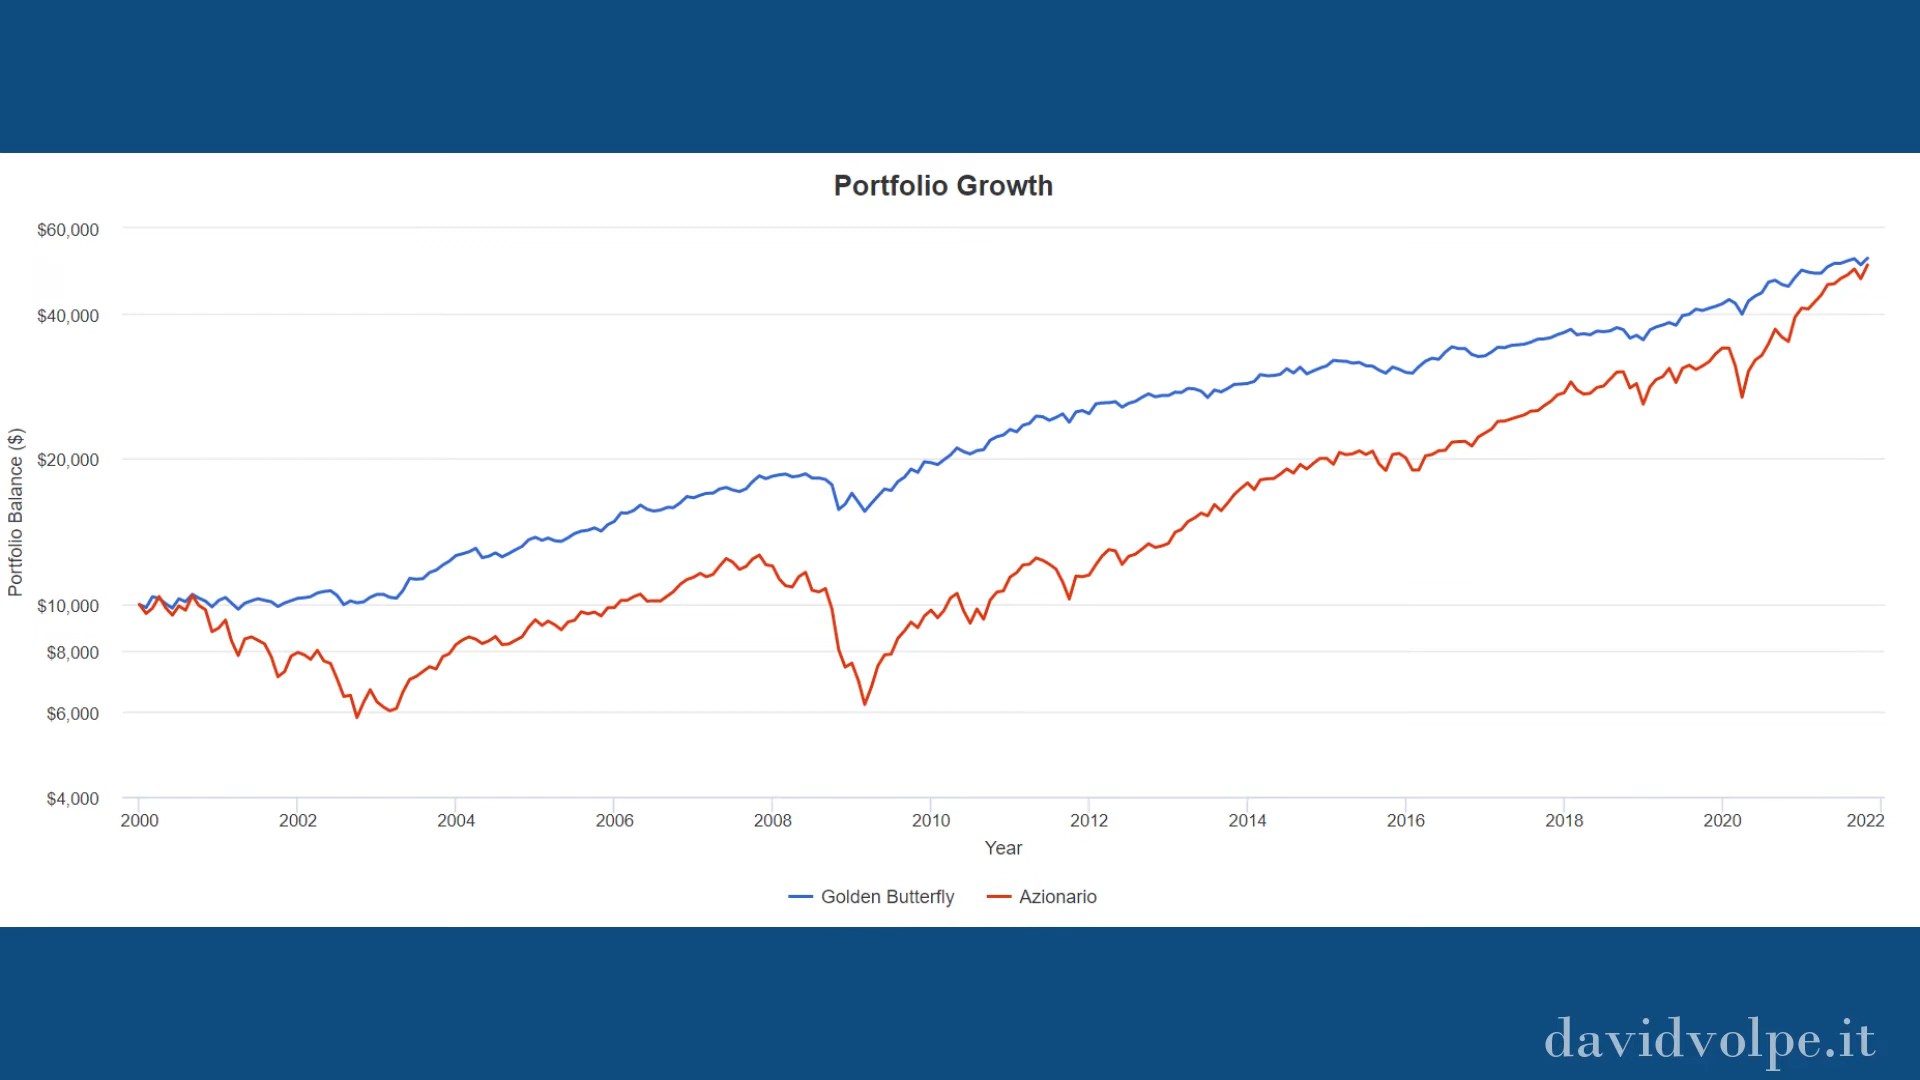 Portfolio Growth
$60,000
$40,000
$20,000
$10,000
$8,000
$6,000
$4,000
Portfolio Balance ($)
2000 2002 2004 2006 2008 2010 2012 2014 2016 2018 2020 2022
Year
Golden Butterfly Azionario
davidvolpe.it